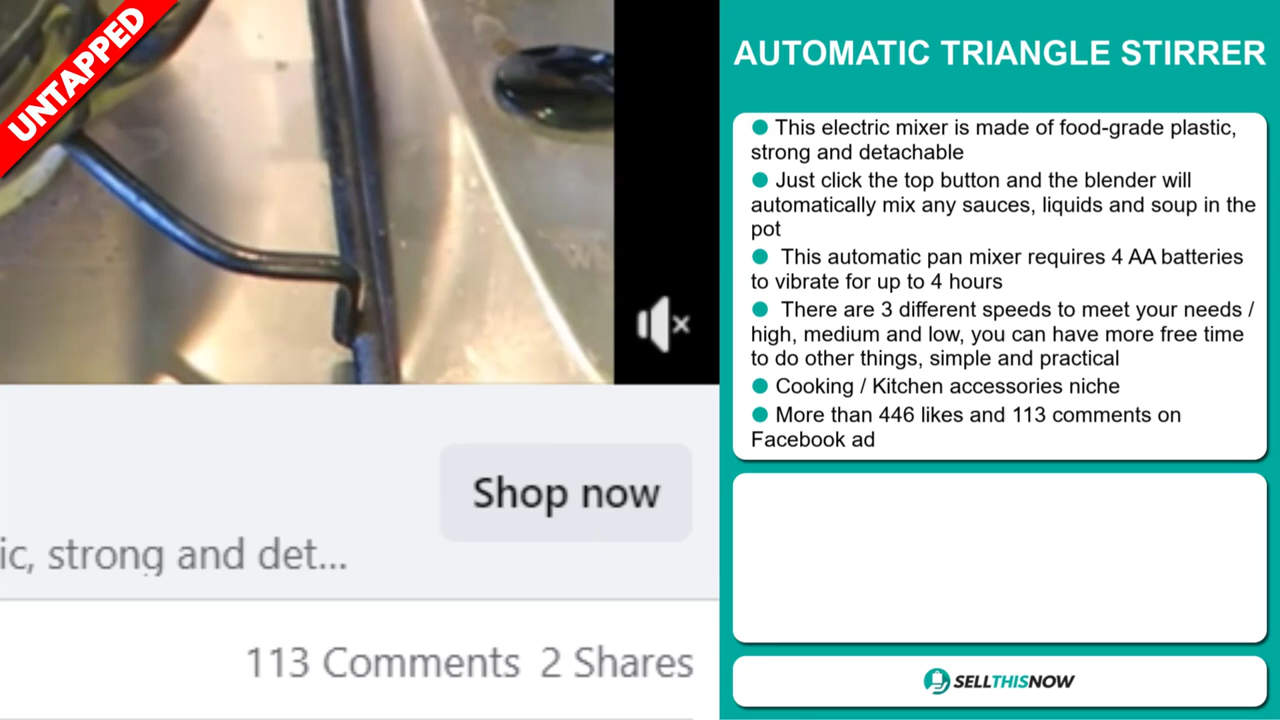 UNTAPPED
Shop now
ic, strong and det...
113 Comments 2 Shares
AUTOMATIC TRIANGLE STIRRER
● This electric mixer is made of food-grade plastic,
strong and detachable
● Just click the top button and the blender will
automatically mix any sauces, liquids and soup in the
pot
● This automatic pan mixer requires 4 AA batteries
to vibrate for up to 4 hours
● There are 3 different speeds to meet your needs /
high, medium and low, you can have more free time
to do other things, simple and practical
● Cooking / Kitchen accessories niche
● More than 446 likes and 113 comments on
Facebook ad
SELLTHISNOW